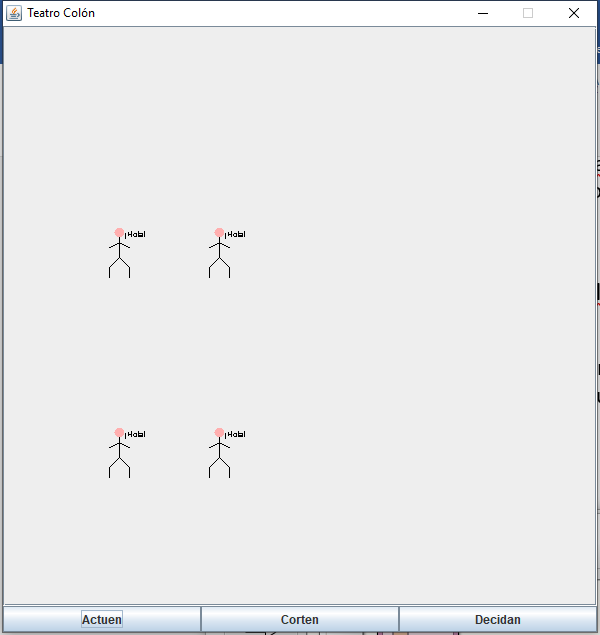 Teatro Colón
¡Hola! ¡Hola!
¡Hola! ¡Hola!
Actuen Corten Decidan